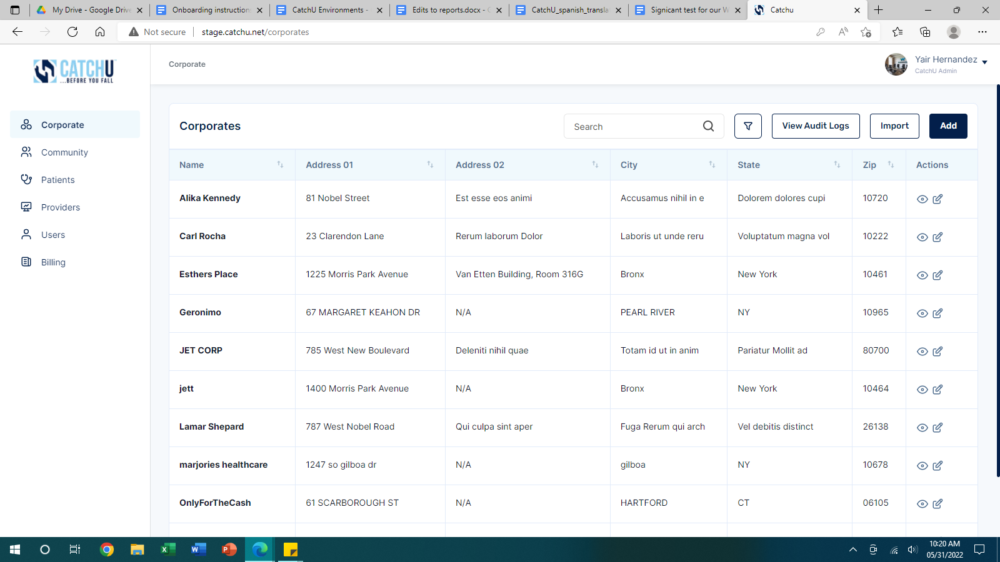 My Drive - Google Drive
Onboarding instructions
CatchU Environments -
Edits to reports.docx -
CatchU_spanish_transla
Signicant test for our W
Catchu
Not secure
stage.catchu.net/corporates
CATCHU™
...BEFORE YOU FALL
Corporate
Yair Hernandez
CatchU Admin
Corporate
Community
Patients
Providers
Users
Billing
Corporates
Search
View Audit Logs
Import
Add
Name Address 01 Address 02 City State Zip Actions
Alika Kennedy 81 Nobel Street Est esse eos animi Accusamus nihil in e Dolorem dolores cupi 10720
Carl Rocha 23 Clarendon Lane Rerum laborum Dolor Laboris ut unde reru Voluptatum magna vol 10222
Esthers Place 1225 Morris Park Avenue Van Etten Building, Room 316G Bronx New York 10461
Geronimo 67 MARGARET KEAHON DR N/A PEARL RIVER NY 10965
JET CORP 785 West New Boulevard Deleniti nihil quae Totam id ut in anim Pariatur Mollit ad 80700
jett 1400 Morris Park Avenue N/A Bronx New York 10464
Lamar Shepard 787 West Nobel Road Qui culpa sint aper Fuga Rerum qui arch Vel debitis distinct 26138
marjories healthcare 1247 so gilboa dr N/A gilboa NY 10678
OnlyForTheCash 61 SCARBOROUGH ST N/A HARTFORD CT 06105
10:20 AM
05/31/2022